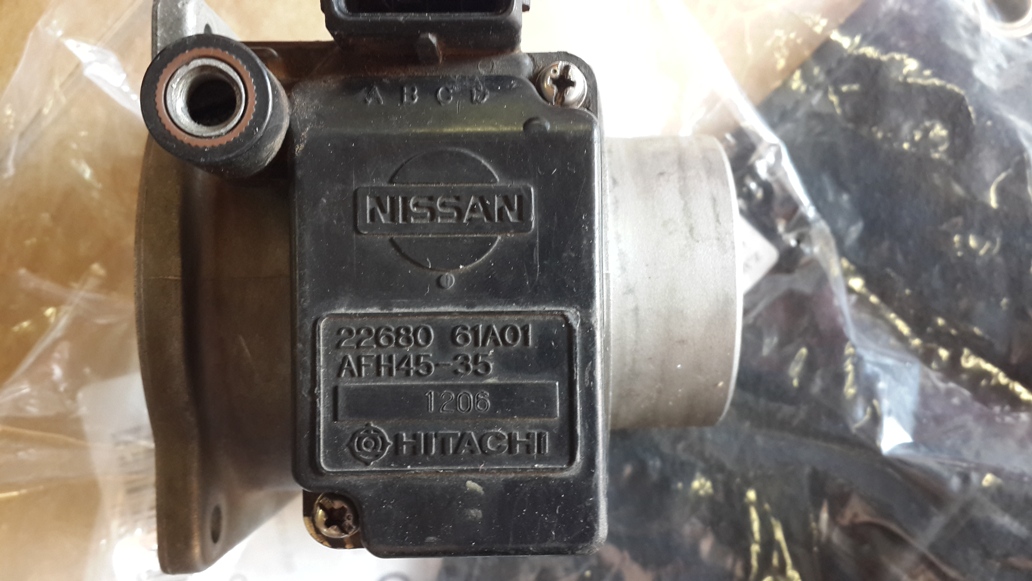 A B C D
NISSAN
22680 61A01
AFH45-35
1206
HITACHI